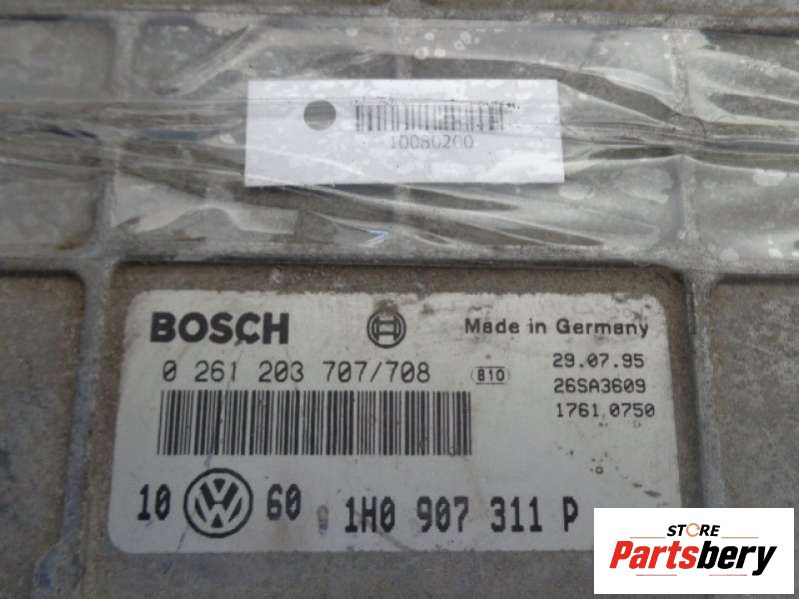 10080200
BOSCH
Made in Germany
0 261 203 707/708
810
29.07.95
26SA3609
1761.0750
10 VW 60 1H0 907 311 P
STORE
Partsbery